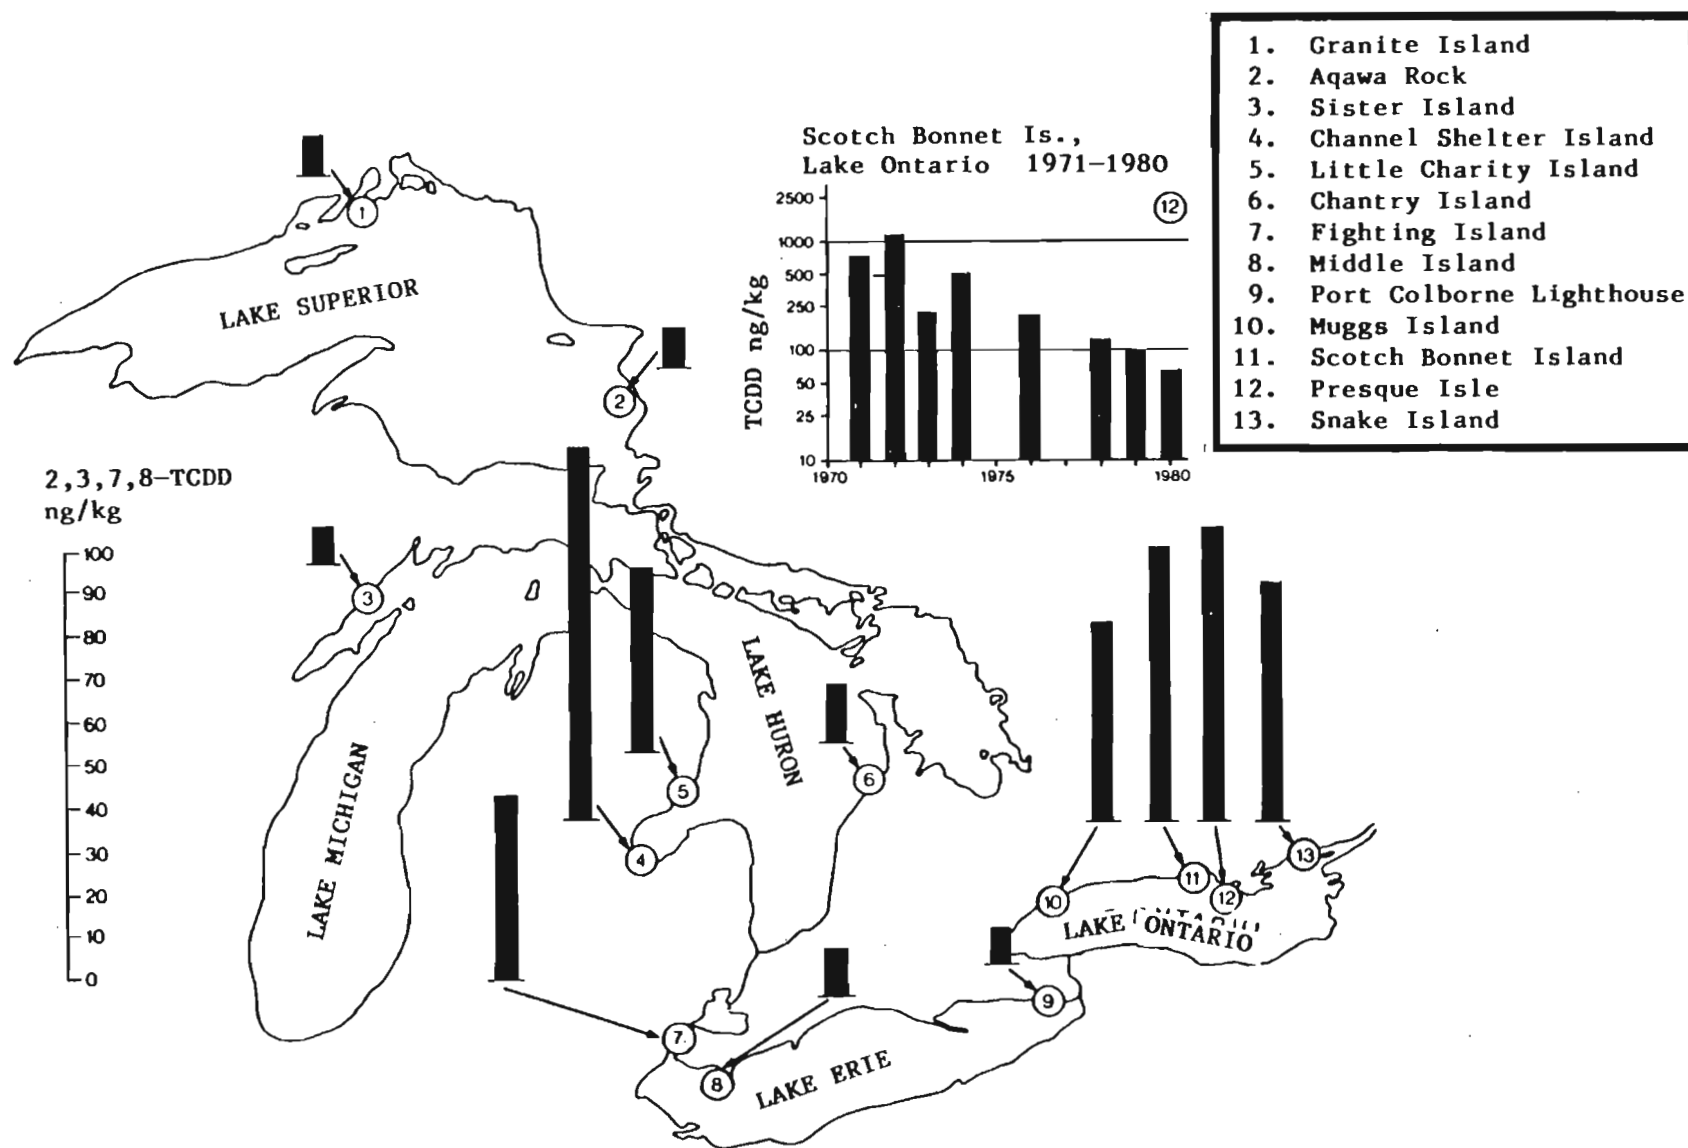 1. Granite Island
2. Aqawa Rock
3. Sister Island
4. Channel Shelter Island
5. Little Charity Island
6. Chantry Island
7. Fighting Island
8. Middle Island
9. Port Colborne Lighthouse
10. Muggs Island
11. Scotch Bonnet Island
12. Presque Isle
13. Snake Island
Scotch Bonnet Is.,
Lake Ontario 1971-1980
12
TCDD ng/kg
2500
1000
500
250
100
50
25
10
1970
1975
1980
2,3,7,8-TCDD
ng/kg
100
90
80
70
60
50
40
30
20
10
0
LAKE SUPERIOR
LAKE MICHIGAN
LAKE HURON
LAKE ERIE
LAKE ONTARIO
1
2
3
4
5
6
7
8
9
10
11
12
13